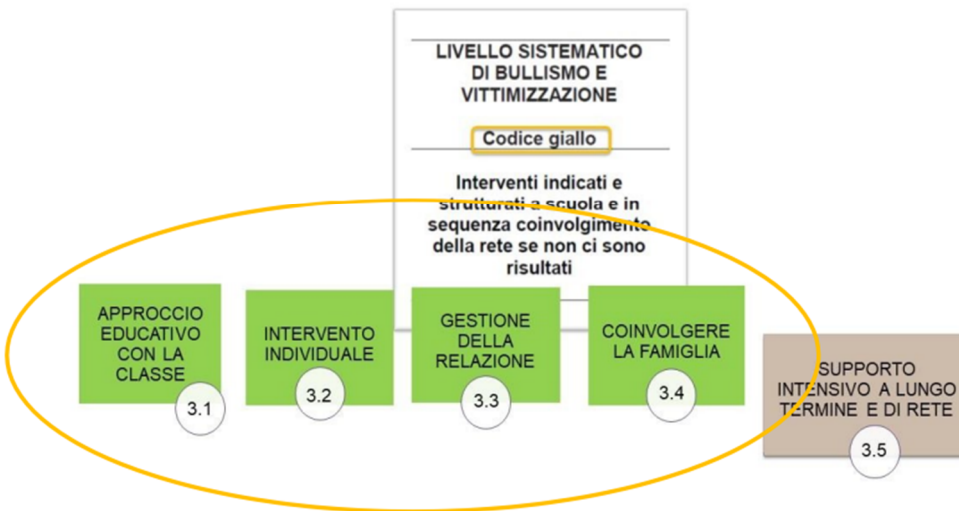 LIVELLO SISTEMATICO
DI BULLISMO E
VITTIMIZZAZIONE
Codice giallo
Interventi indicati e
strutturati a scuola e in
sequenza coinvolgimento
della rete se non ci sono
risultati
APPROCCIO
EDUCATIVO
CON LA
CLASSE
3.1
INTERVENTO
INDIVIDUALE
3.2
GESTIONE
DELLA
RELAZIONE
3.3
COINVOLGERE
LA FAMIGLIA
3.4
SUPPORTO
INTENSIVO A LUNGO
TERMINE E DI RETE
3.5